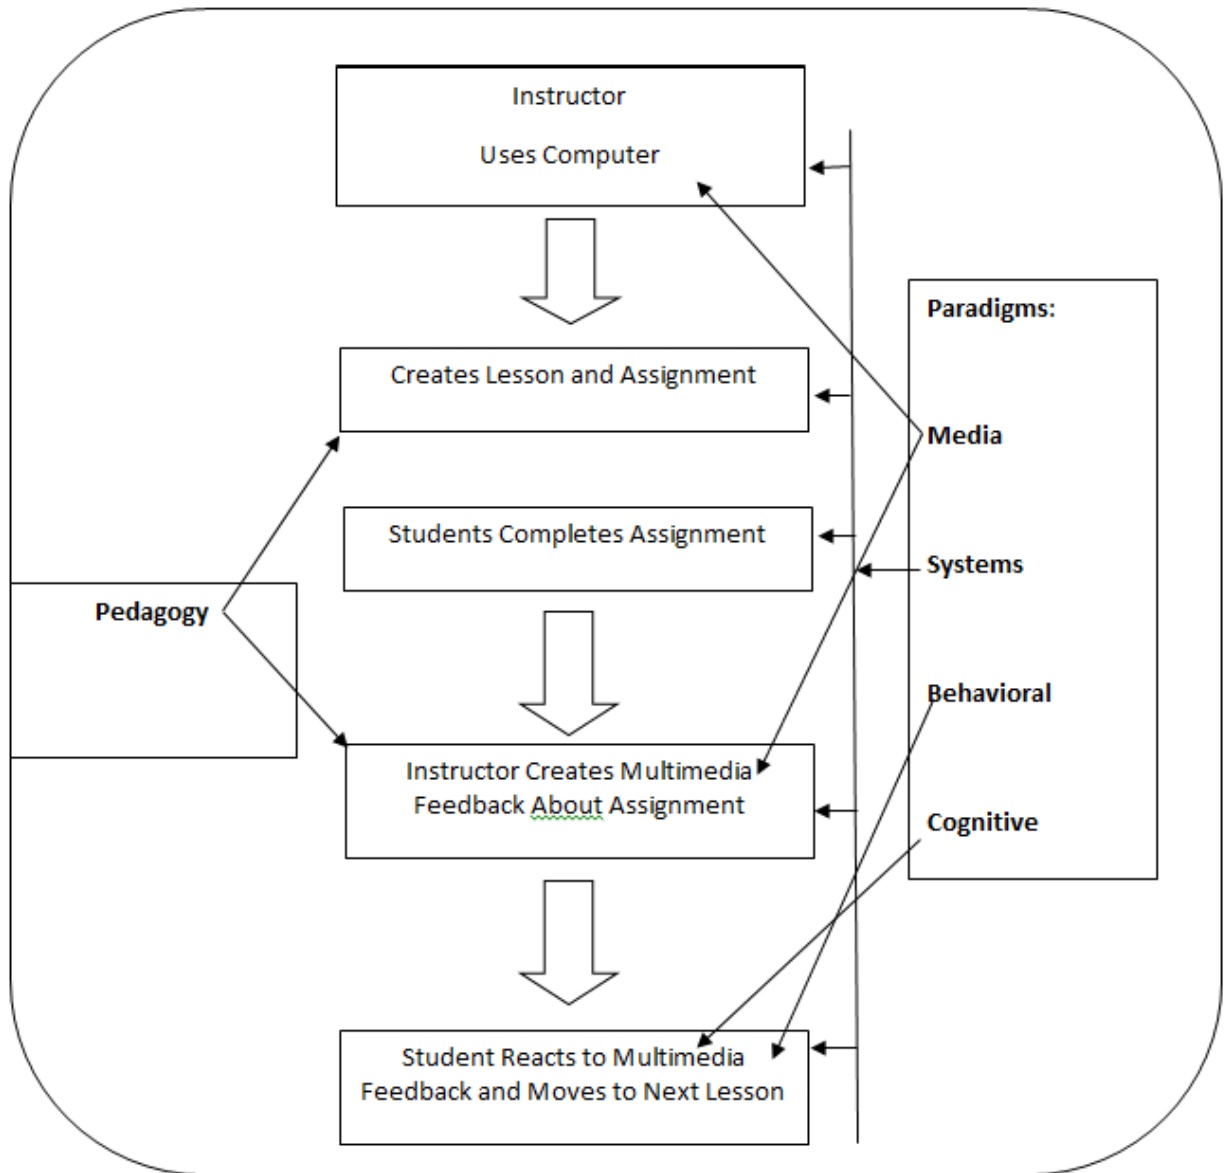 Instructor
Uses Computer
Creates Lesson and Assignment
Students Completes Assignment
Pedagogy
Instructor Creates Multimedia
Feedback About Assignment
Student Reacts to Multimedia
Feedback and Moves to Next Lesson
Paradigms:
Media
Systems
Behavioral
Cognitive